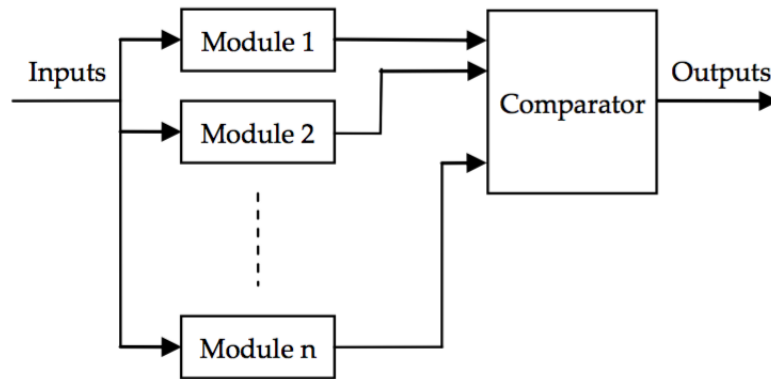 Inputs
Module 1
Module 2
Module n
Comparator
Outputs